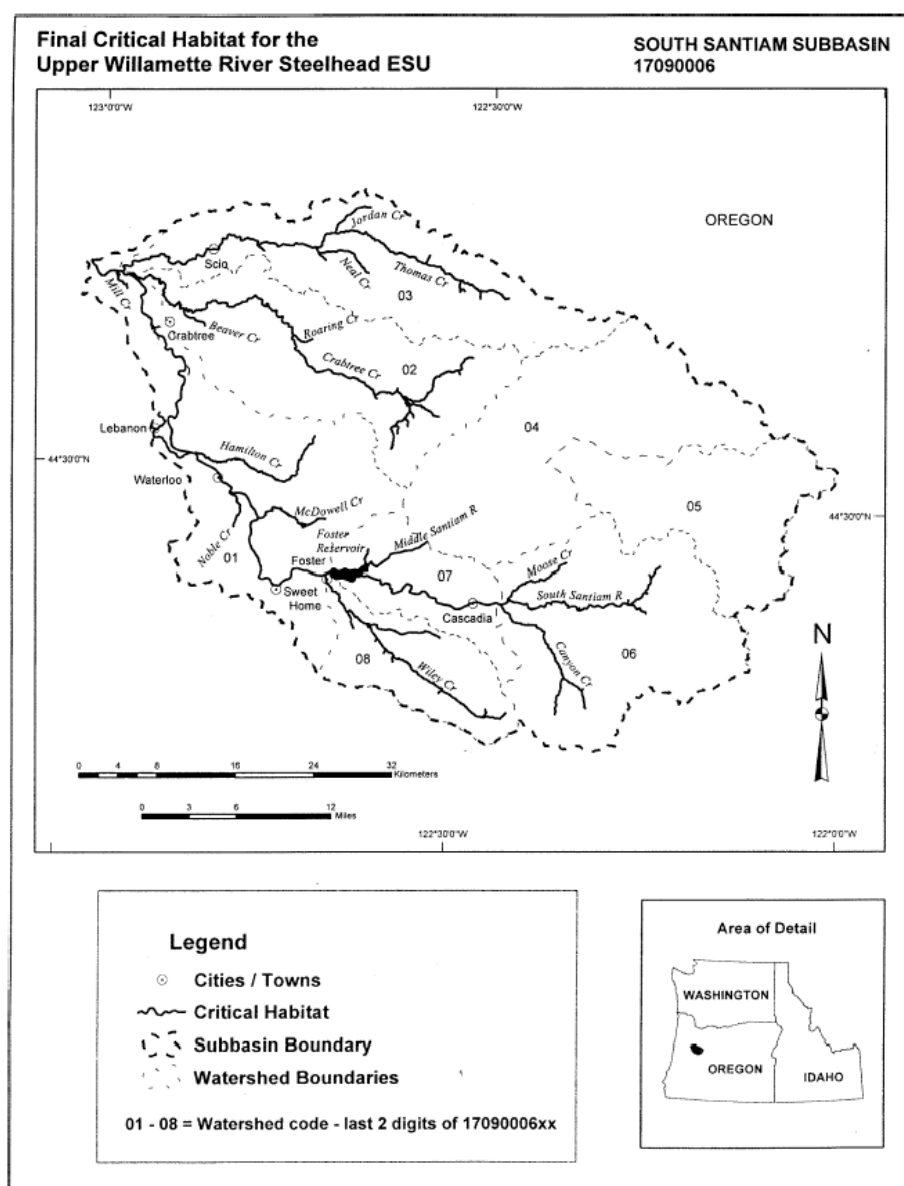 Final Critical Habitat for the
Upper Willamette River Steelhead ESU
SOUTH SANTIAM SUBBASIN
17090006
123°0'0"W
122°30'0"W
OREGON
Jordan Cr
Scio
Neal Cr
Thomas Cr
03
Mill Cr
Crabtree
Beaver Cr
Roaring Cr
Crabtree Cr
02
04
Lebanon
Hamilton Cr
44°30'0"N
Waterloo
05
McDowell Cr
44°30'0"N
Noble Cr
01
Foster
Reservoir
Middle Santiam R
Foster
07
Moose Cr
South Santiam R
Sweet
Home
Cascadia
08
Wiley Cr
Canyon Cr
06
N
0 4 8 16 24 32
Kilometers
0 3 6 12
Miles
122°30'0"W
122°0'0"W
Legend
Cities / Towns
Critical Habitat
Subbasin Boundary
Watershed Boundaries
01 - 08 = Watershed code - last 2 digits of 17090006xx
Area of Detail
WASHINGTON
OREGON
IDAHO